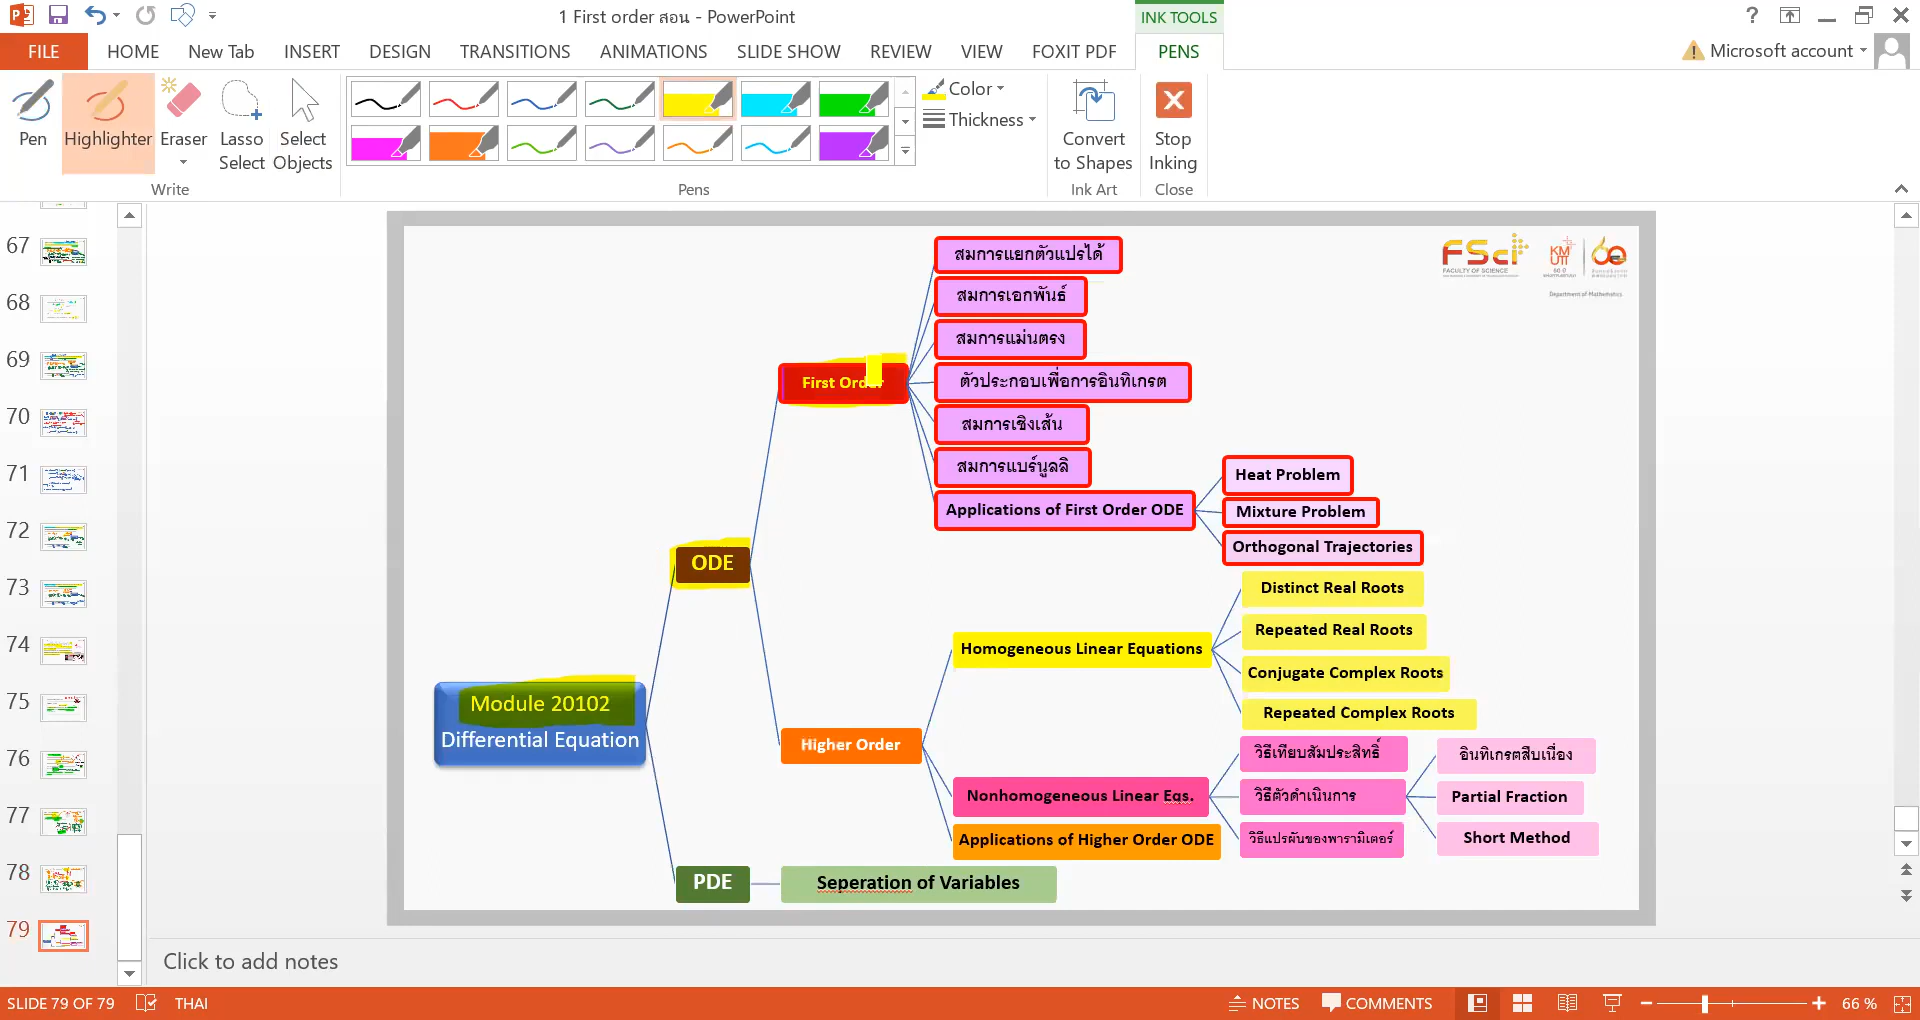 1 First order สอน - PowerPoint
INK TOOLS
FILE
HOME
New Tab
INSERT
DESIGN
TRANSITIONS
ANIMATIONS
SLIDE SHOW
REVIEW
VIEW
FOXIT PDF
PENS
Microsoft account
Pen
Highlighter
Eraser
Lasso
Select
Select
Objects
Color
Thickness
Convert
to Shapes
Stop
Inking
Write
Pens
Ink Art
Close
67
68
69
70
71
72
73
74
75
76
77
78
79
FSci
FACULTY OF SCIENCE
KM
UTT
Department of Mathematics
สมการแยกตัวแปรได้
สมการเอกพันธ์
สมการแม่นตรง
First Order
ตัวประกอบเพื่อการอินทิเกรต
สมการเชิงเส้น
สมการแบร์นูลลิ
Applications of First Order ODE
Heat Problem
Mixture Problem
Orthogonal Trajectories
ODE
Distinct Real Roots
Repeated Real Roots
Homogeneous Linear Equations
Conjugate Complex Roots
Repeated Complex Roots
Module 20102
Differential Equation
Higher Order
วิธีเทียบสัมประสิทธิ์
อินทิเกรตสืบเนื่อง
Nonhomogeneous Linear Eqs.
วิธีตัวดำเนินการ
Partial Fraction
Applications of Higher Order ODE
วิธีแปรผันของพารามิเตอร์
Short Method
PDE
Seperation of Variables
Click to add notes
SLIDE 79 OF 79
THAI
NOTES
COMMENTS
66 %